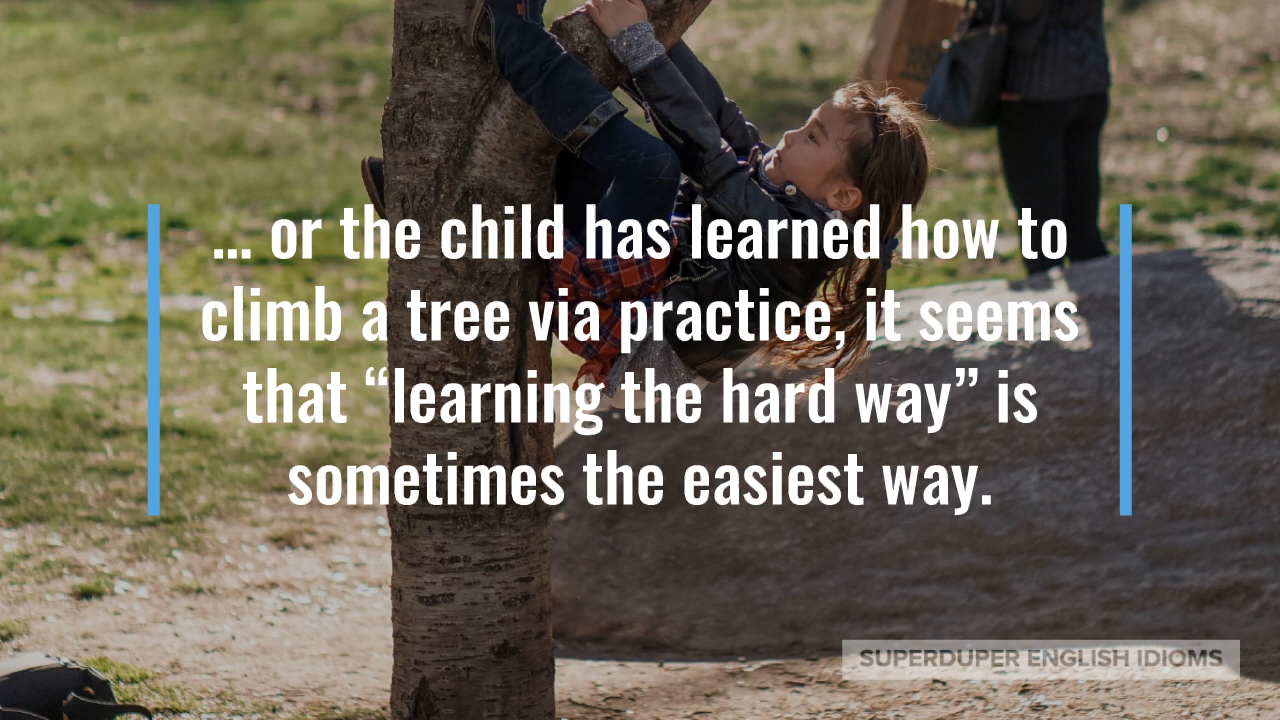 ... or the child has learned how to
climb a tree via practice, it seems
that “learning the hard way” is
sometimes the easiest way.
SUPERDUPER ENGLISH IDIOMS